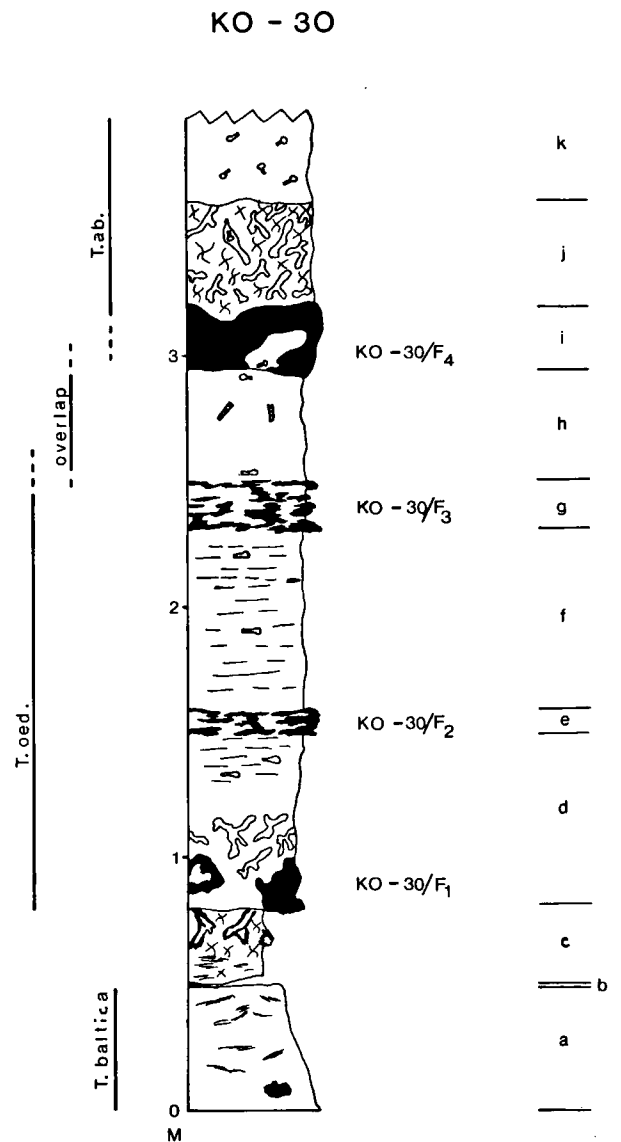 KO - 30
k
T.ab.
j
i
KO - 30/F4
3
h
overlap
g
KO - 30/F3
2
f
T.oed.
e
KO - 30/F2
d
1
KO - 30/F1
c
b
T. baltica
a
0
M